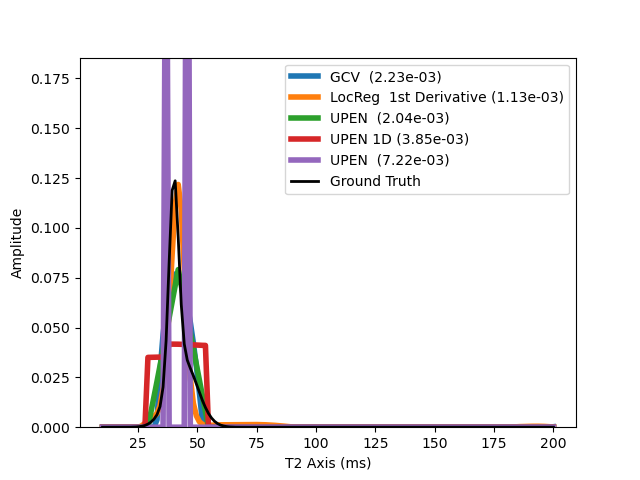 GCV (2.23e-03)
LocReg 1st Derivative (1.13e-03)
UPEN (2.04e-03)
UPEN 1D (3.85e-03)
UPEN (7.22e-03)
Ground Truth
0.175
0.150
0.125
0.100
0.075
0.050
0.025
0.000
Amplitude
25 50 75 100 125 150 175 200
T2 Axis (ms)